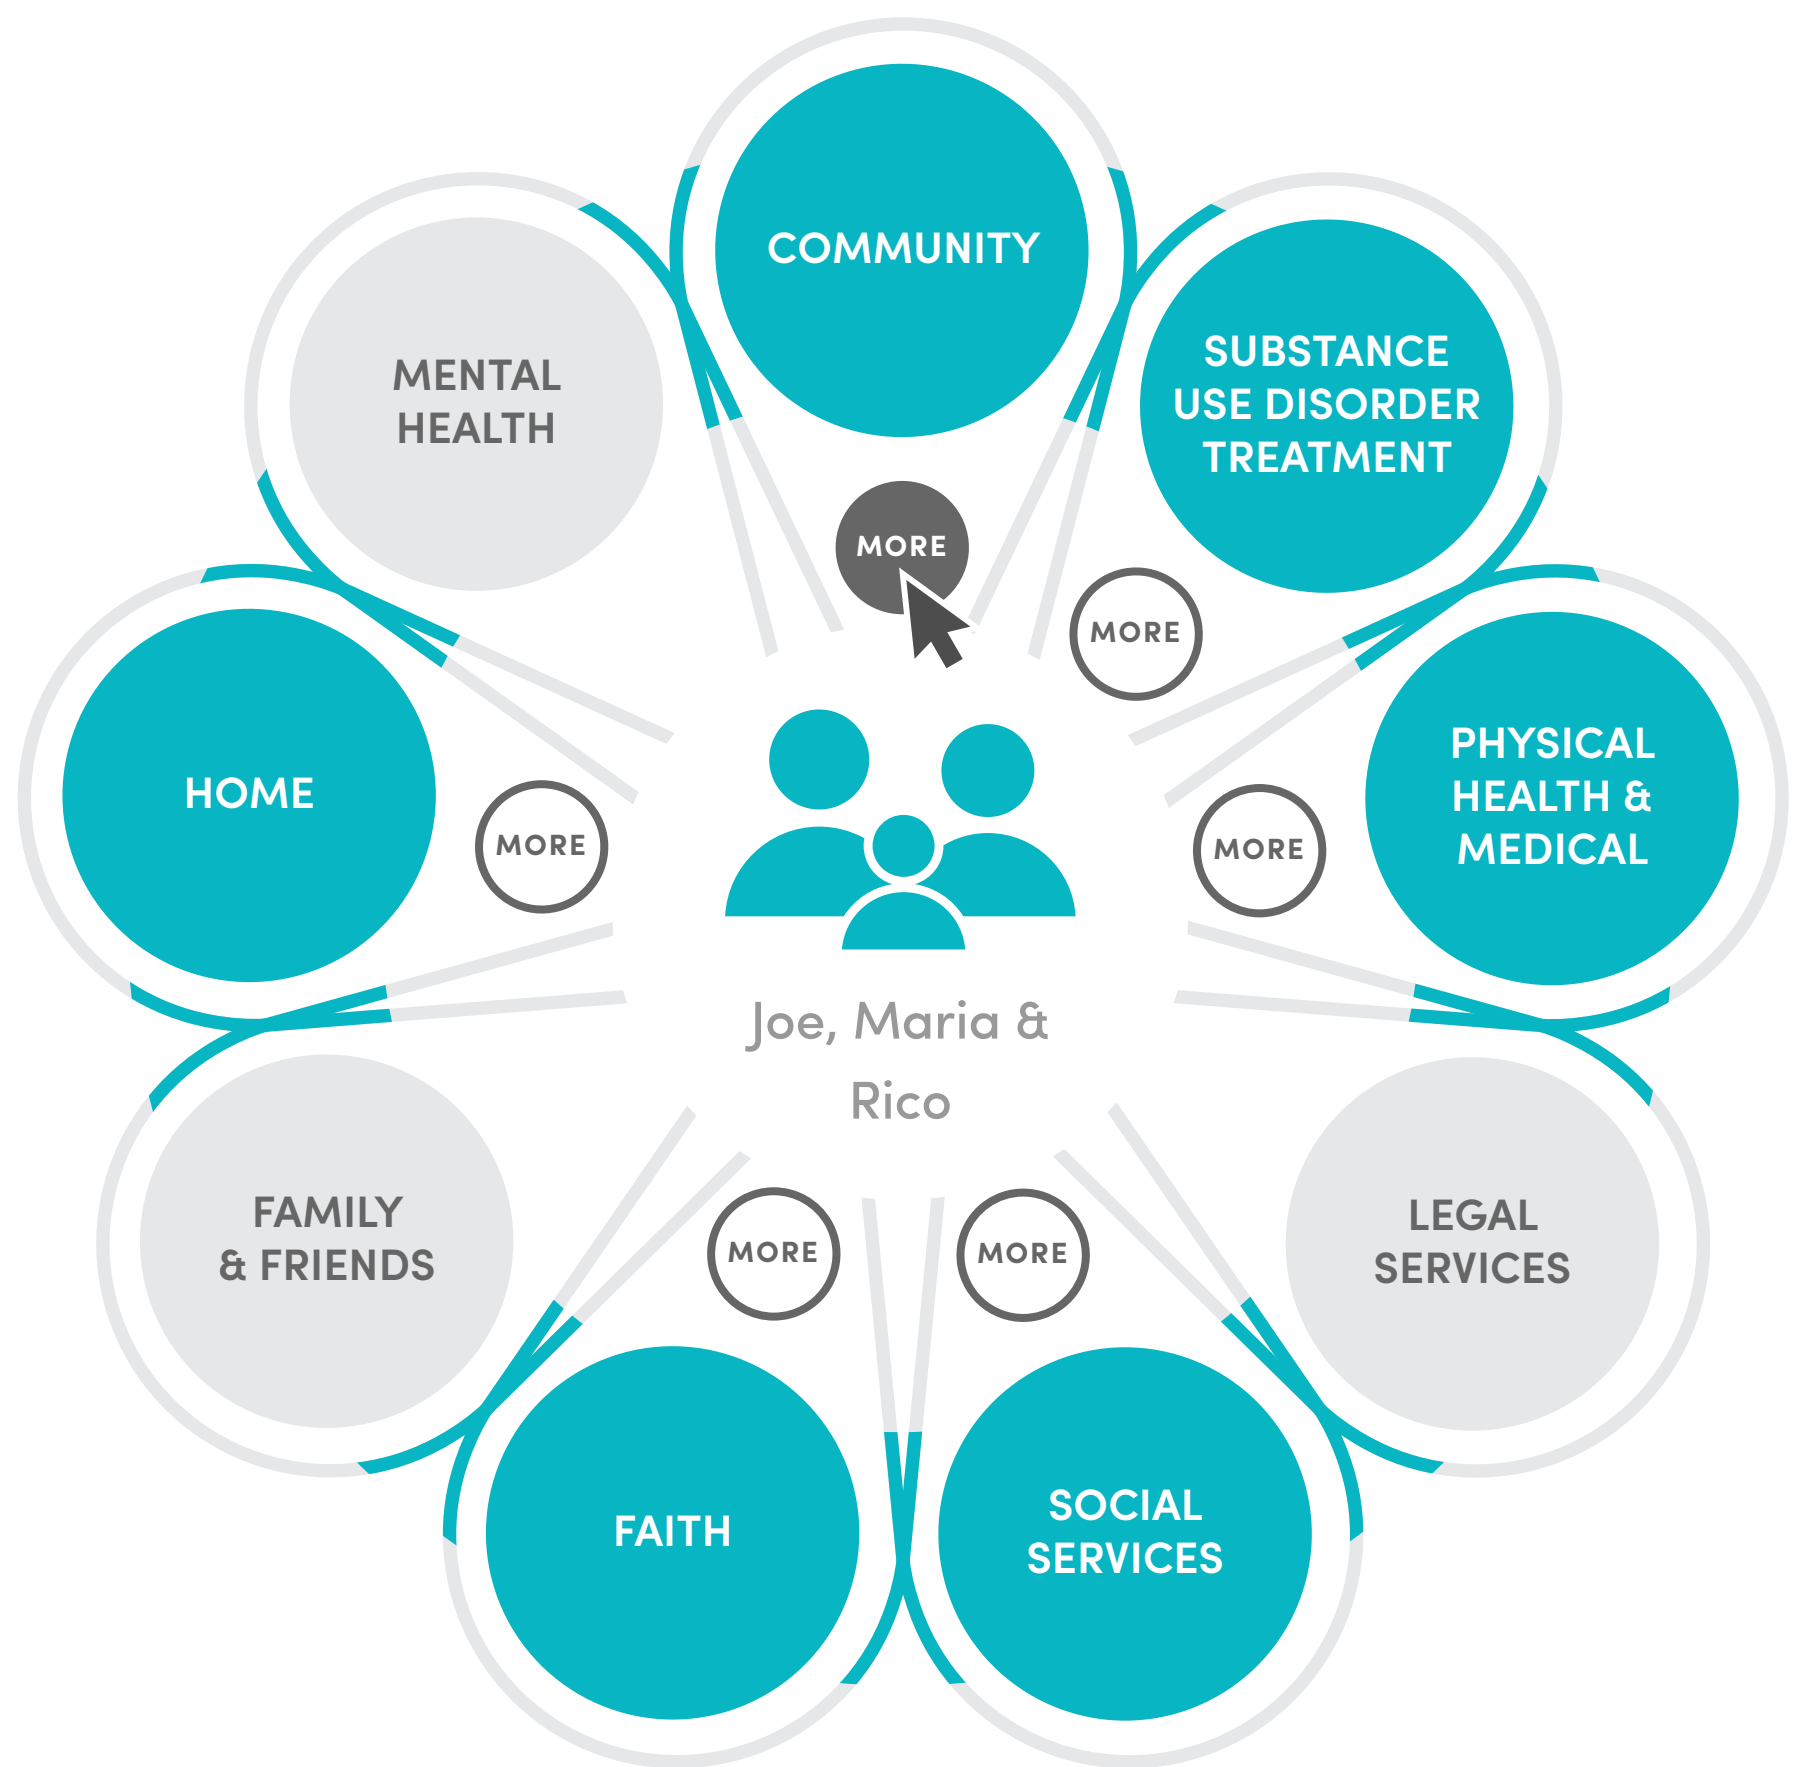 COMMUNITY
MENTAL
HEALTH
SUBSTANCE
USE DISORDER
TREATMENT
MORE
MORE
HOME
MORE
MORE
PHYSICAL
HEALTH &
MEDICAL
Joe, Maria &
Rico
FAMILY
& FRIENDS
MORE
MORE
LEGAL
SERVICES
FAITH
SOCIAL
SERVICES